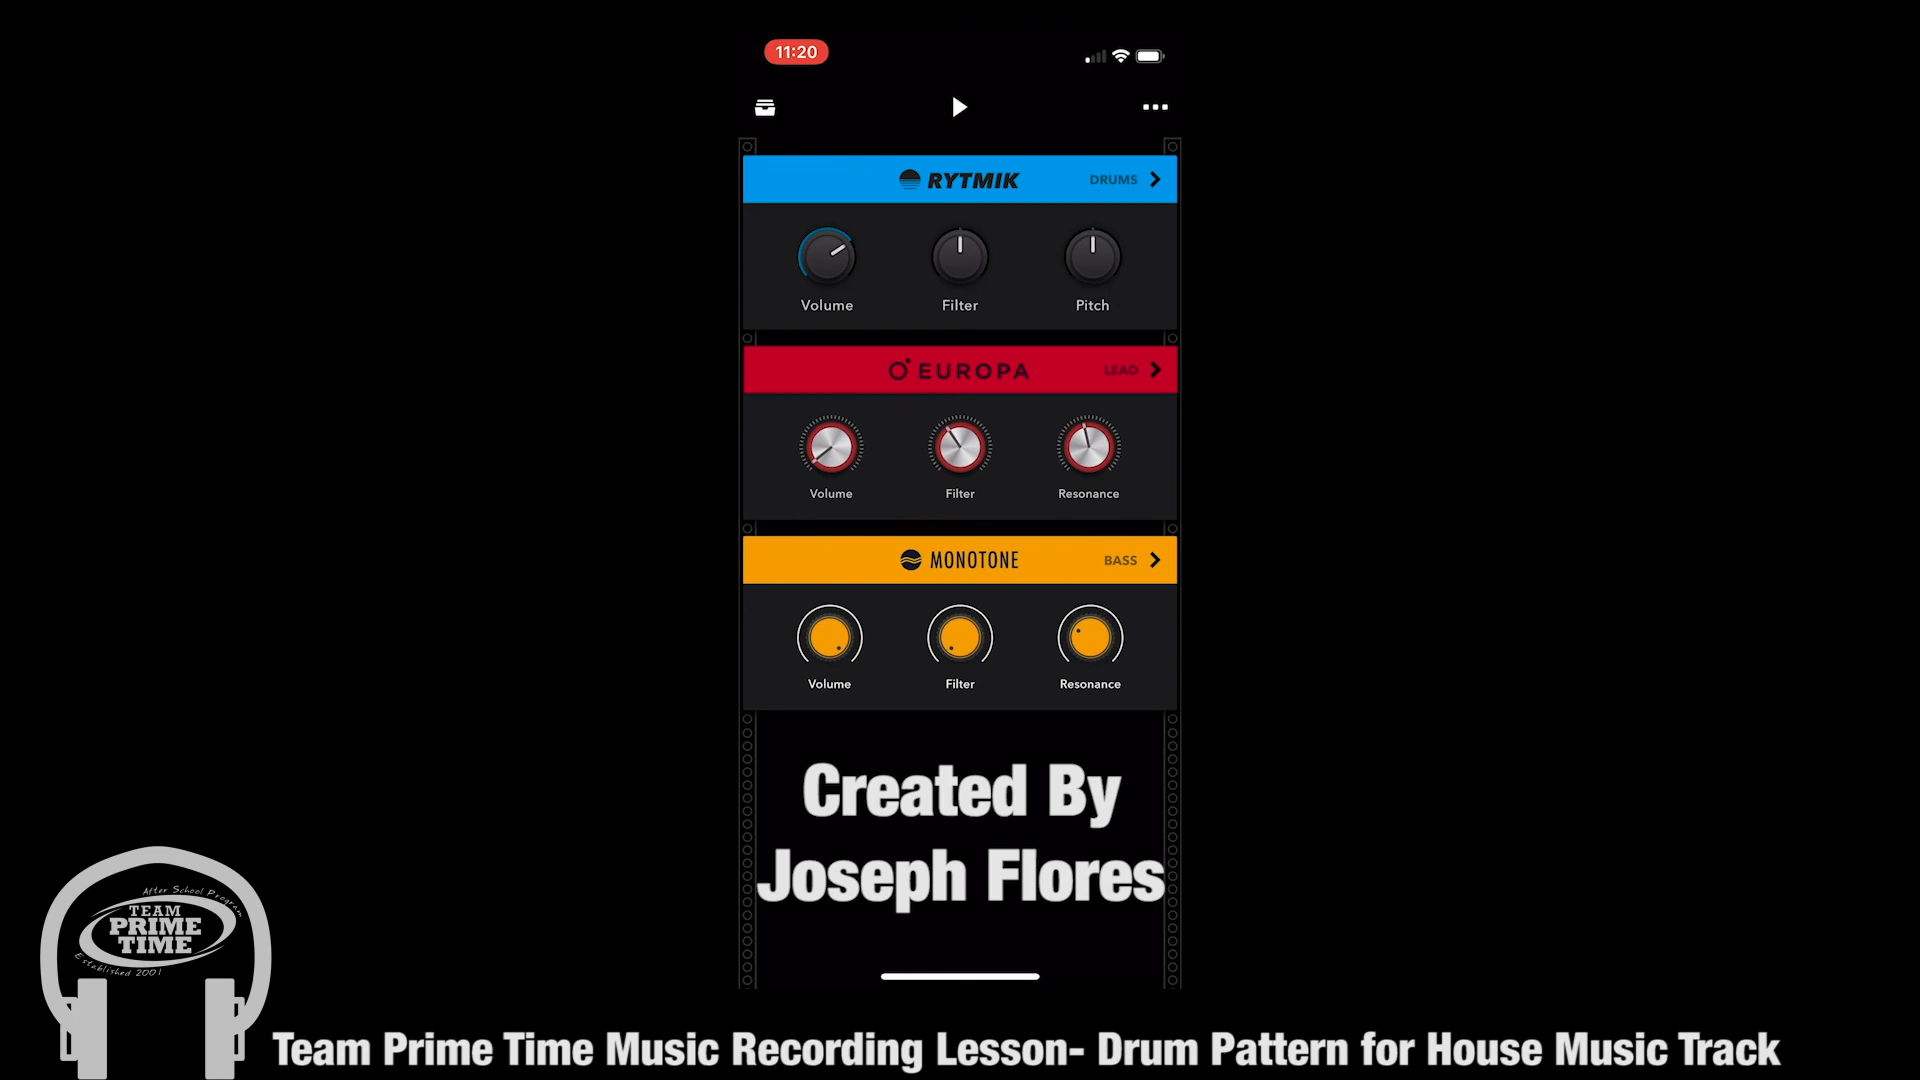 11:20
RYTMIK
DRUMS
Volume Filter Pitch
EUROPA
LEAD
Volume Filter Resonance
MONOTONE
BASS
Volume Filter Resonance
Created By
Joseph Flores
After School Program
TEAM
PRIME
TIME
Established 2001
Team Prime Time Music Recording Lesson- Drum Pattern for House Music Track